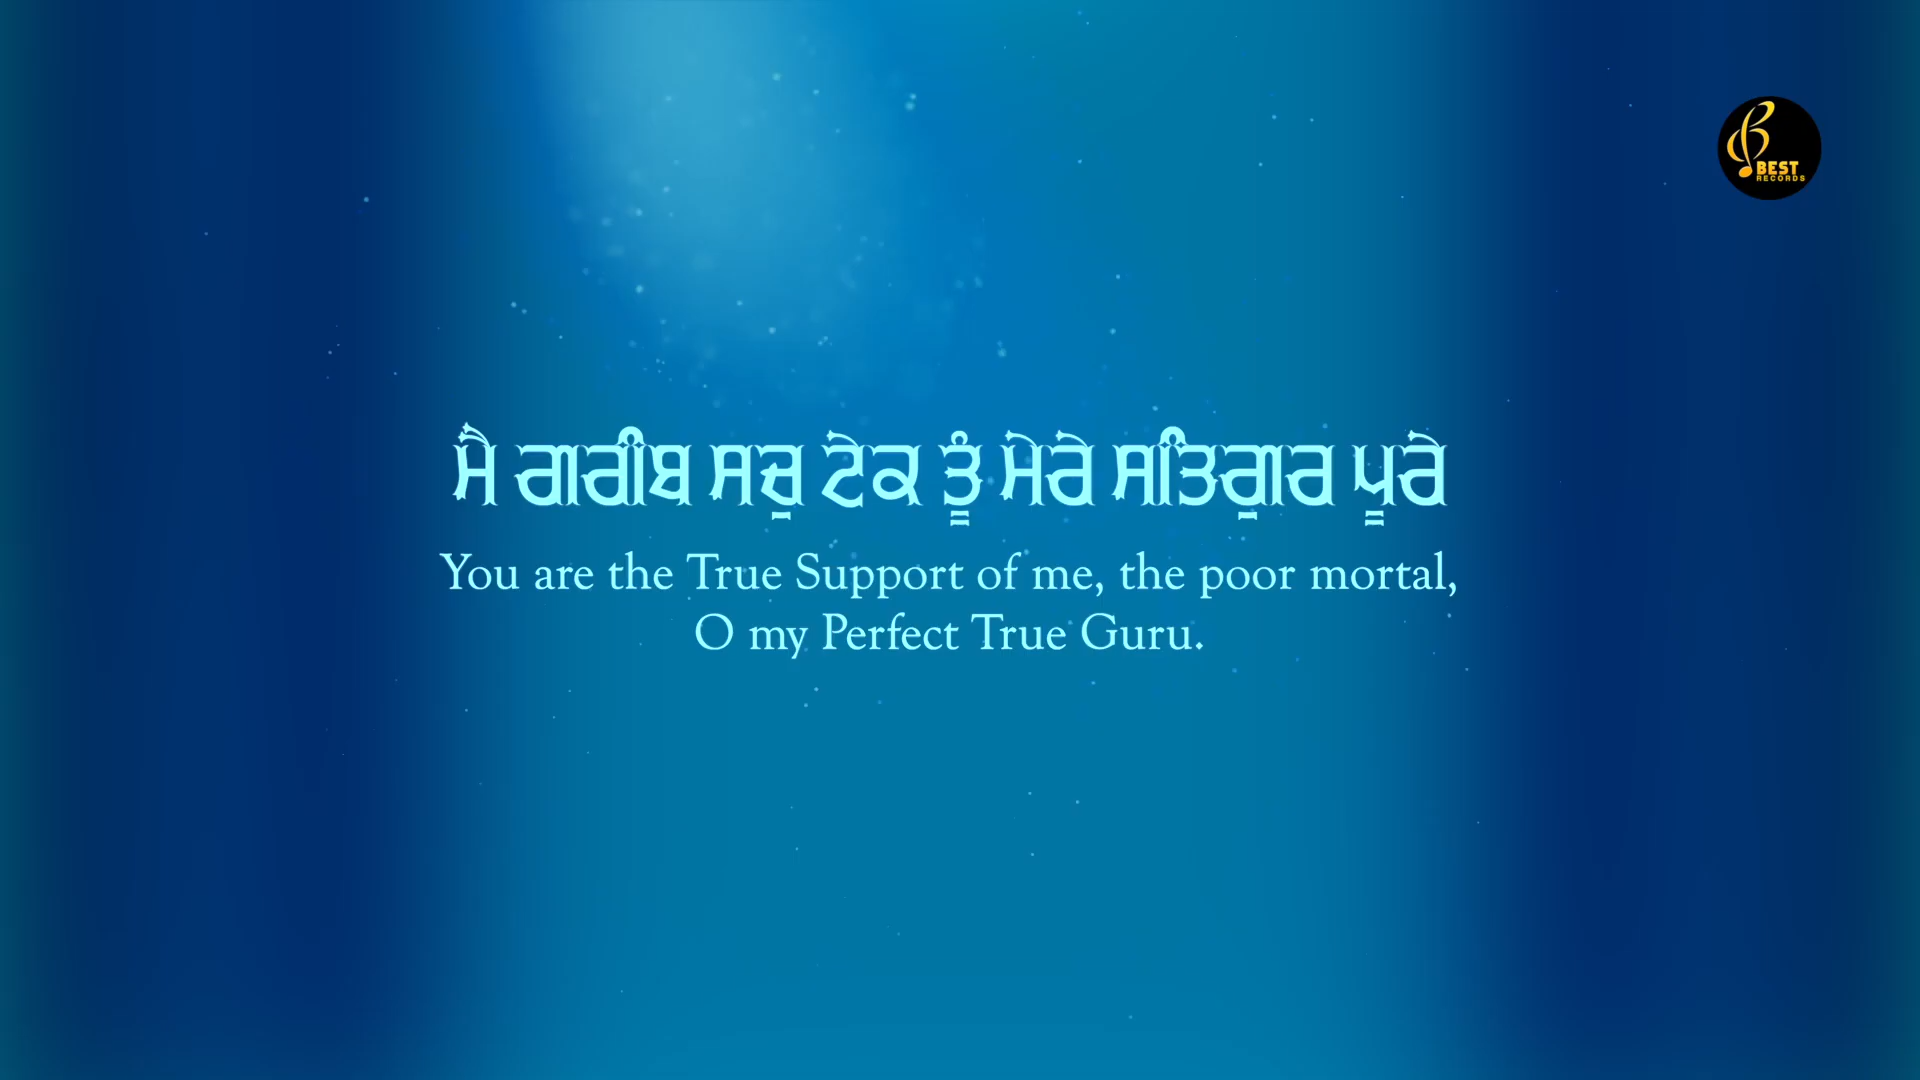 BEST
RECORDS
ਮੈ ਗਰੀਬ ਸਚੁ ਟੇਕ ਤੂੰ ਮੇਰੇ ਸਤਿਗੁਰ ਪੂਰੇ
You are the True Support of me, the poor mortal,
O my Perfect True Guru.